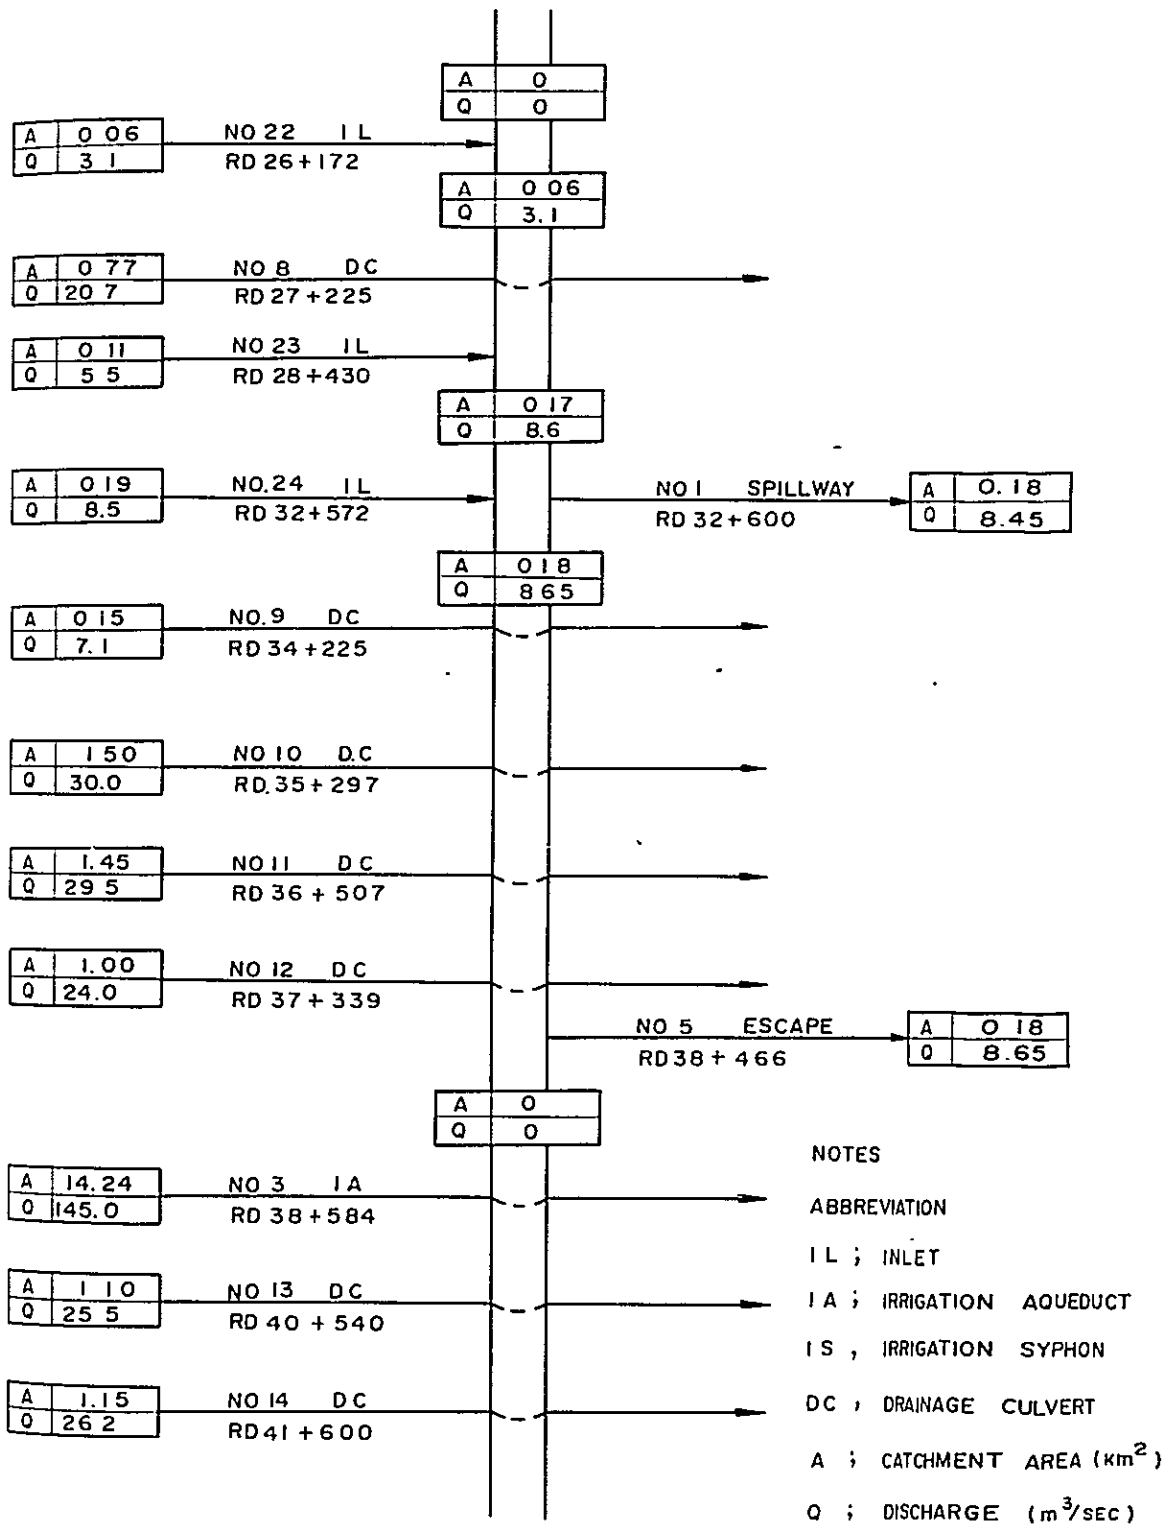 A 0
Q 0
A 0 06
Q 3 1
NO 22 I L
RD 26+172
A 0 06
Q 3.1
A 0 77
Q 20 7
NO 8 DC
RD 27+225
A 0 11
Q 5 5
NO 23 IL
RD 28+430
A 0 17
Q 8.6
A 0 19
Q 8.5
NO.24 IL
RD 32+572
NO 1 SPILLWAY
RD 32+600
A 0.18
Q 8.45
A 0 18
Q 8 65
A 0 15
Q 7.1
NO.9 DC
RD 34+225
A 1 50
Q 30.0
NO 10 D.C
RD.35+297
A 1.45
Q 29 5
NO 11 DC
RD 36+507
A 1.00
Q 24.0
NO 12 DC
RD 37+339
NO 5 ESCAPE
RD 38+466
A 0 18
Q 8.65
A 0
Q 0
A 14.24
Q 145.0
NO 3 IA
RD 38+584
A 1 10
Q 25 5
NO 13 DC
RD 40+540
A 1.15
Q 26 2
NO 14 DC
RD 41+600
NOTES
ABBREVIATION
IL ; INLET
IA ; IRRIGATION AQUEDUCT
IS , IRRIGATION SYPHON
DC , DRAINAGE CULVERT
A ; CATCHMENT AREA (Km²)
Q ; DISCHARGE (m³/SEC)